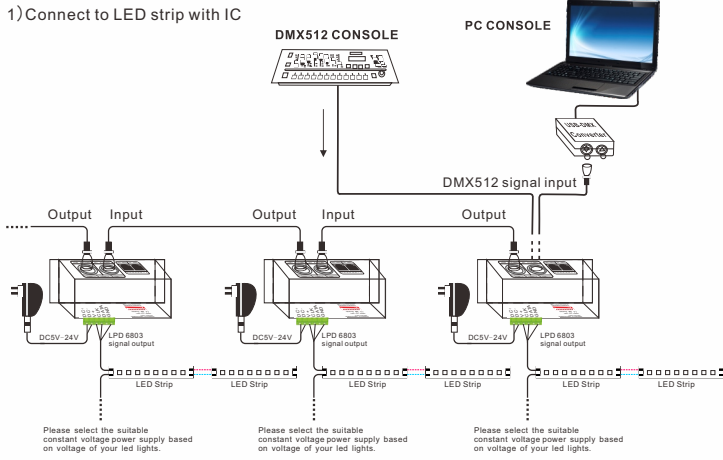 1)Connect to LED strip with IC
DMX512 CONSOLE
PC CONSOLE
USB-DMX
Converter
DMX512 signal input
Output Input Output Input Output
DC5V-24V
LPD 6803
signal output
DC5V-24V
LPD 6803
signal output
DC5V-24V
LPD 6803
signal output
LED Strip LED Strip LED Strip LED Strip LED Strip LED Strip
Please select the suitable
constant voltage power supply based
on voltage of your led lights.
Please select the suitable
constant voltage power supply based
on voltage of your led lights.
Please select the suitable
constant voltage power supply based
on voltage of your led lights.